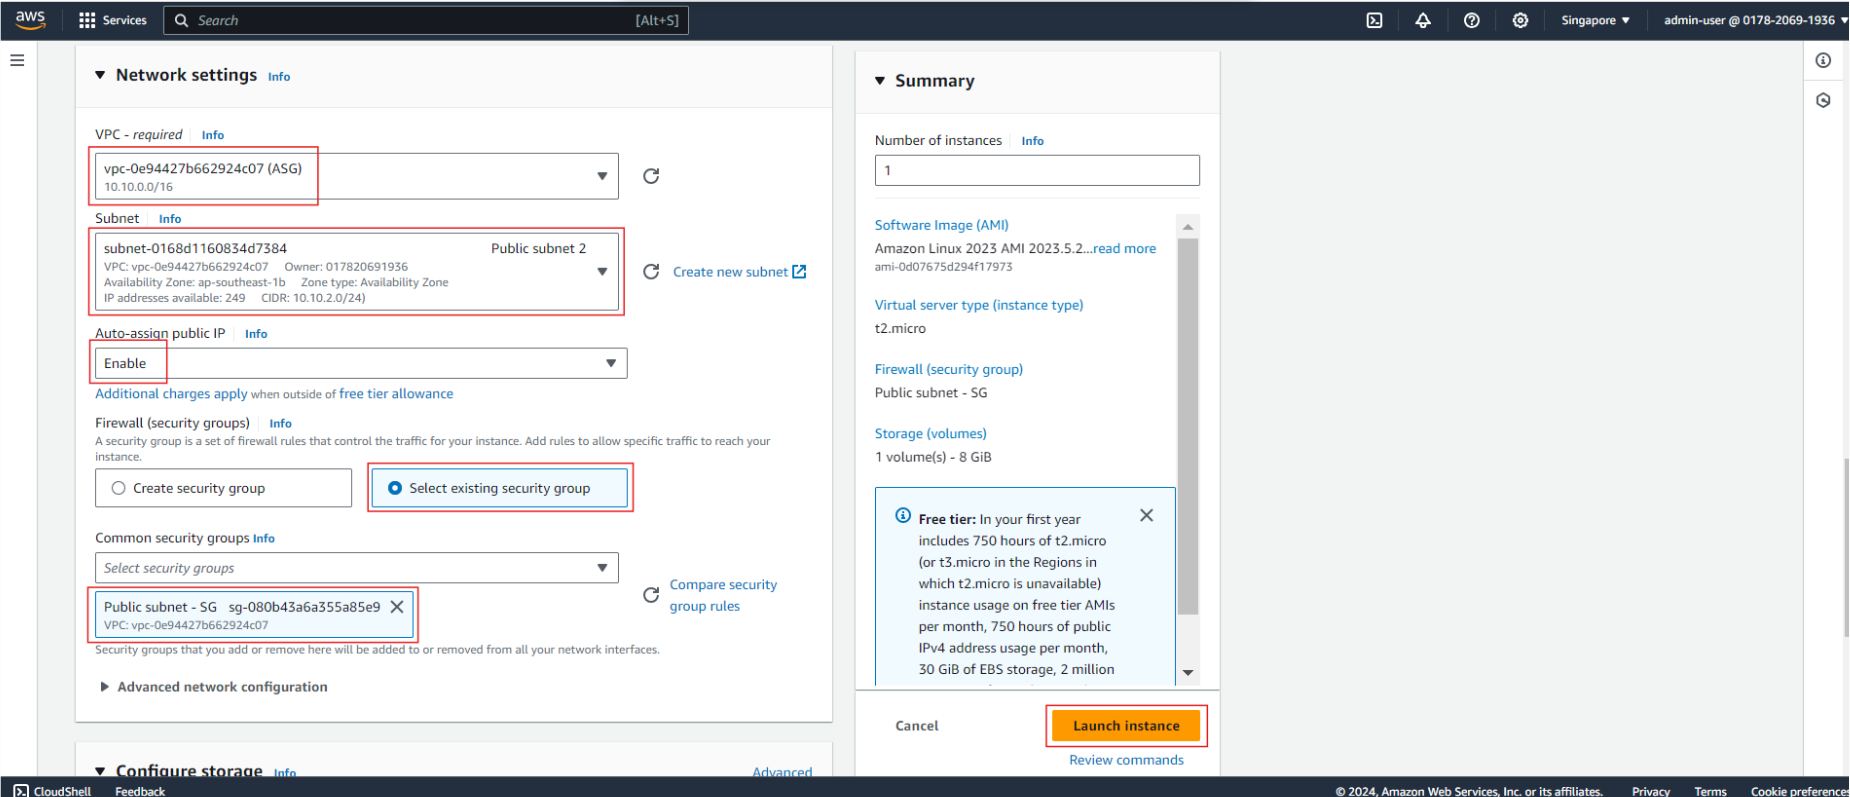 aws
Services
Search
[Alt+S]
Singapore
admin-user @ 0178-2069-1936
Network settings Info
VPC - required Info
vpc-0e94427b662924c07 (ASG)
10.10.0.0/16
Subnet Info
subnet-0168d1160834d7384 Public subnet 2
VPC: vpc-0e94427b662924c07 Owner: 017820691936
Availability Zone: ap-southeast-1b Zone type: Availability Zone
IP addresses available: 249 CIDR: 10.10.2.0/24)
Create new subnet
Auto-assign public IP Info
Enable
Additional charges apply when outside of free tier allowance
Firewall (security groups) Info
A security group is a set of firewall rules that control the traffic for your instance. Add rules to allow specific traffic to reach your
instance.
Create security group
Select existing security group
Common security groups Info
Select security groups
Public subnet - SG sg-080b43a6a355a85e9
VPC: vpc-0e94427b662924c07
Compare security
group rules
Security groups that you add or remove here will be added to or removed from all your network interfaces.
Advanced network configuration
Configure storage Info
Advanced
Summary
Number of instances Info
1
Software Image (AMI)
Amazon Linux 2023 AMI 2023.5.2...read more
ami-0d07675d294f17973
Virtual server type (instance type)
t2.micro
Firewall (security group)
Public subnet - SG
Storage (volumes)
1 volume(s) - 8 GiB
Free tier: In your first year
includes 750 hours of t2.micro
(or t3.micro in the Regions in
which t2.micro is unavailable)
instance usage on free tier AMIs
per month, 750 hours of public
IPv4 address usage per month,
30 GiB of EBS storage, 2 million
Cancel
Launch instance
Review commands
CloudShell
Feedback
© 2024, Amazon Web Services, Inc. or its affiliates.
Privacy
Terms
Cookie preferences